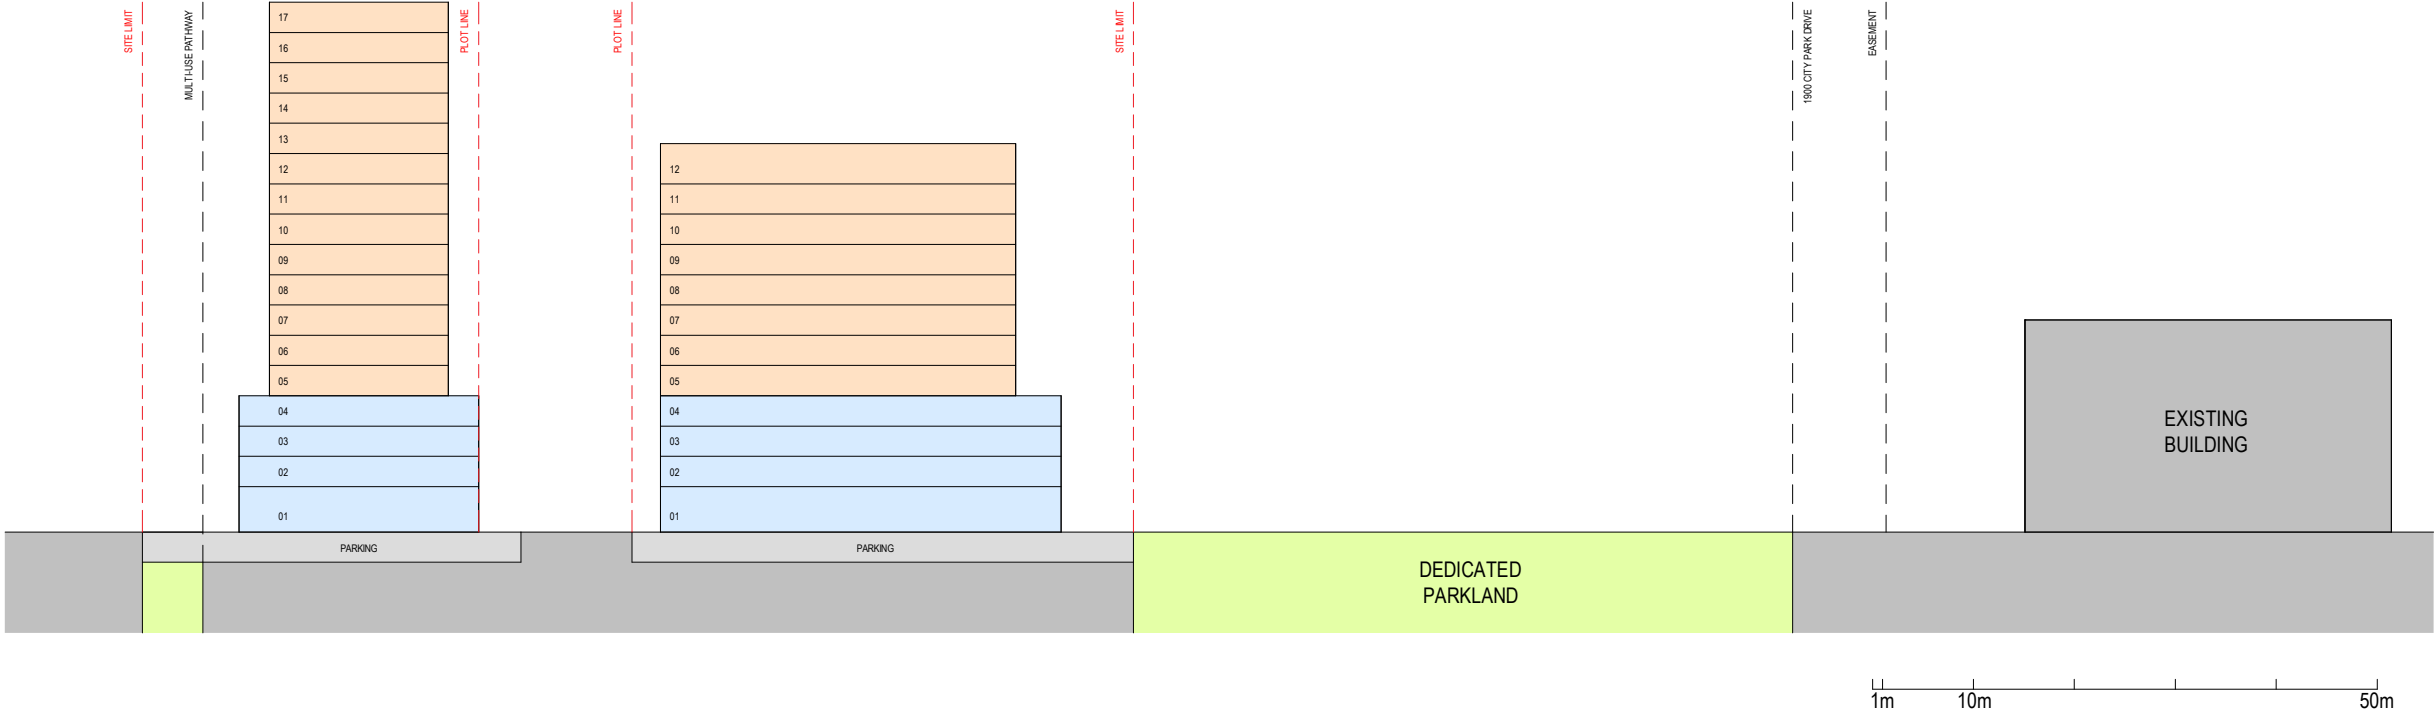 SITE LIMIT
MULTI-USE PATHWAY
PLOT LINE
PLOT LINE
SITE LIMIT
1900 CITY PARK DRIVE
EASEMENT
17
16
15
14
13
12
11
10
09
08
07
06
05
04
03
02
01
12
11
10
09
08
07
06
05
04
03
02
01
PARKING
PARKING
DEDICATED
PARKLAND
EXISTING
BUILDING
1m
10m
50m